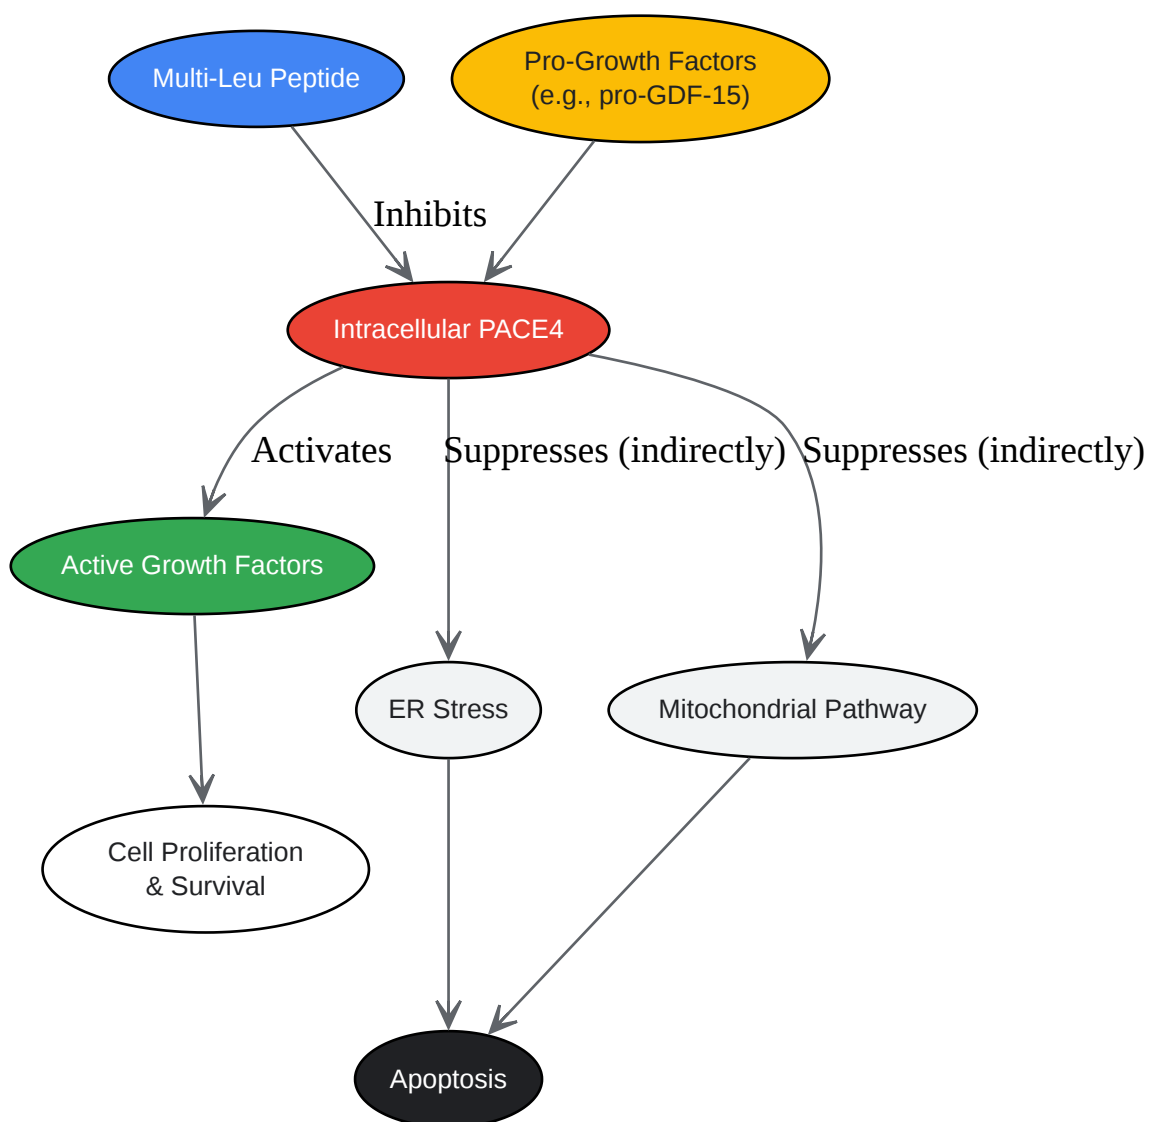 Multi-Leu Peptide
Pro-Growth Factors
(e.g., pro-GDF-15)
Inhibits
Intracellular PACE4
Activates
Suppresses (indirectly)
Suppresses (indirectly)
Active Growth Factors
ER Stress
Mitochondrial Pathway
Cell Proliferation
& Survival
Apoptosis